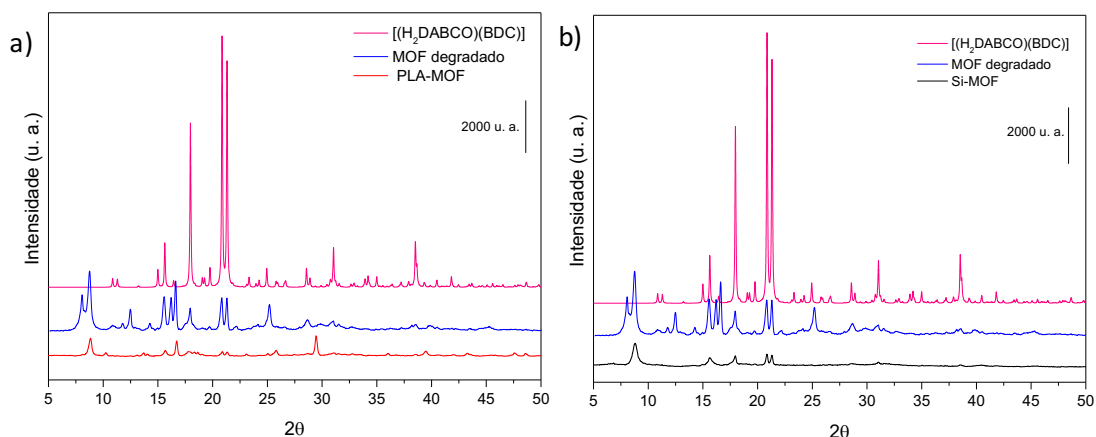 a)
[(H₂DABCO)(BDC)]
MOF degradado
PLA-MOF
2000 u. a.
Intensidade (u. a.)
5 10 15 20 25 30 35 40 45 50
2θ
b)
[(H₂DABCO)(BDC)]
MOF degradado
Si-MOF
2000 u. a.
Intensidade (u. a.)
5 10 15 20 25 30 35 40 45 50
2θ